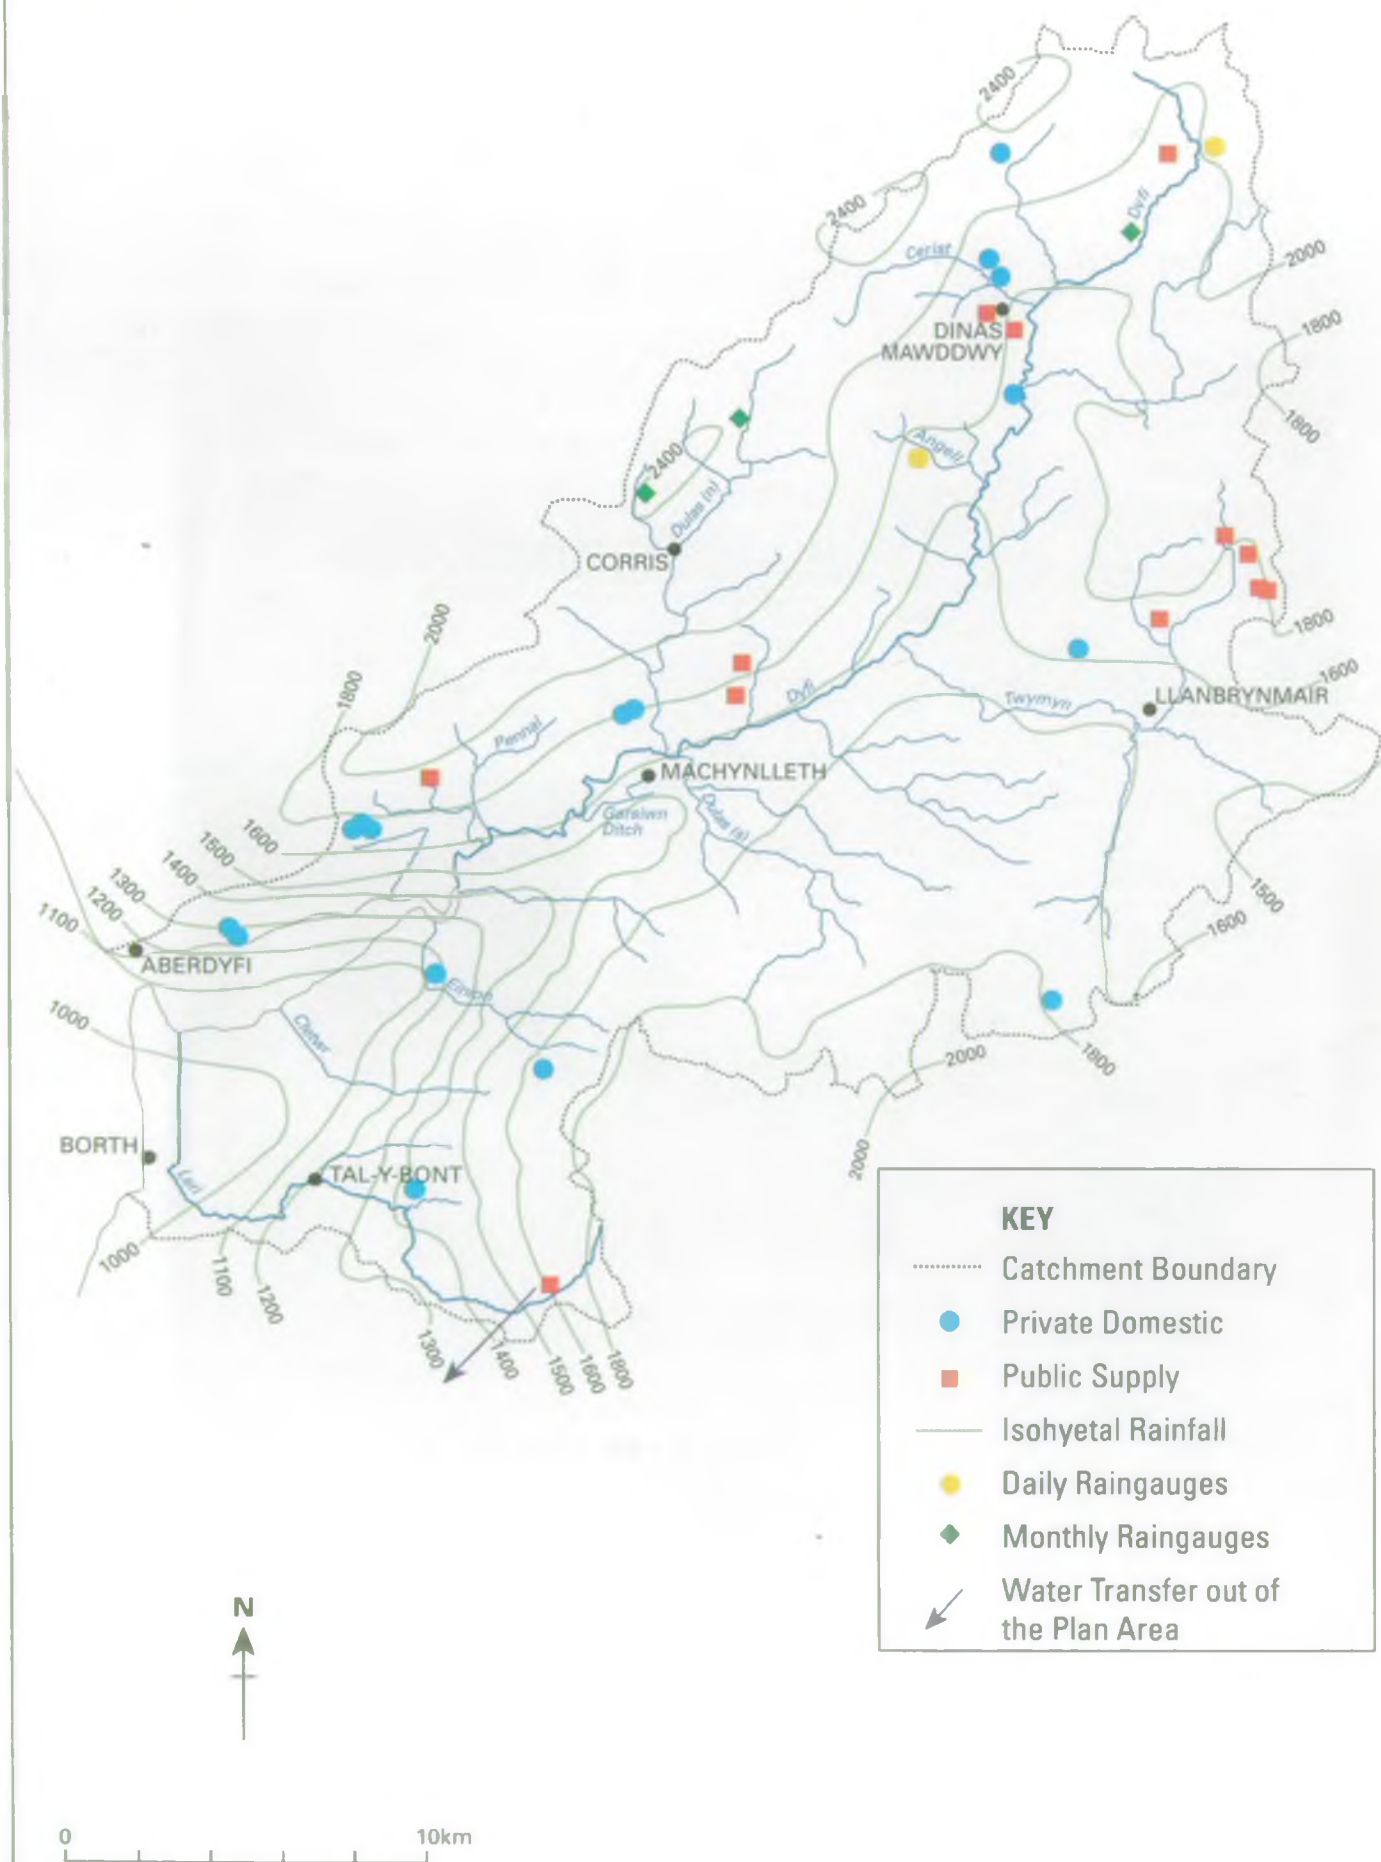 2400
2400
Dyfi
2000
Cerist
1800
DINAS
MAWDDWY
1800
Angell
2400
Dulas (n)
CORRIS
1800
2000
1600
1800
LLANBRYNMAIR
Twymyn
Dyfi
Pennal
MACHYNLLETH
Garsiwn
Ditch
Dulas (s)
1600
1500
1400
1300
1200
1100
1500
1600
ABERDYFI
Einion
1000
Cletwr
2000
1800
BORTH
TAL-Y-BONT
2000
Leri
1000
1100
1200
1300
1400
1500
1600
1800
KEY
Catchment Boundary
Private Domestic
Public Supply
Isohyetal Rainfall
Daily Raingauges
Monthly Raingauges
Water Transfer out of
the Plan Area
N
0 10km